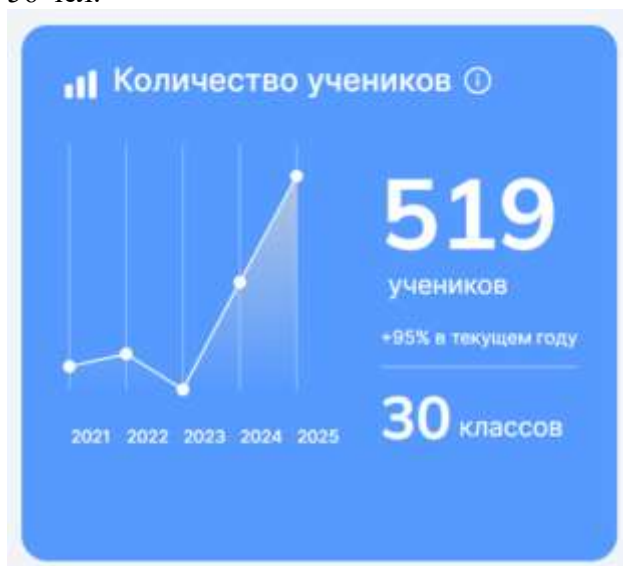 Количество учеников
519
учеников
+95% в текущем году
30 классов
2021 2022 2023 2024 2025